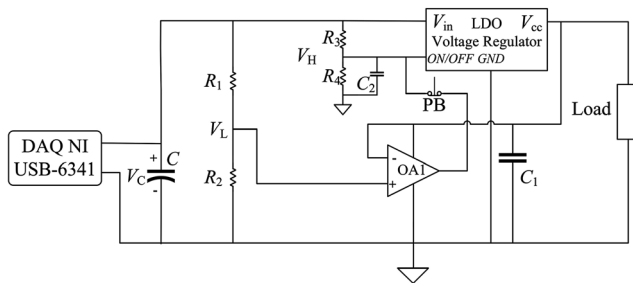 V_in LDO V_cc
Voltage Regulator
ON/OFF GND
R_3
V_H
R_4
C_2
PB
R_1
V_L
R_2
DAQ NI
USB-6341
+ C
V_C
-
-
OA1
+
C_1
Load